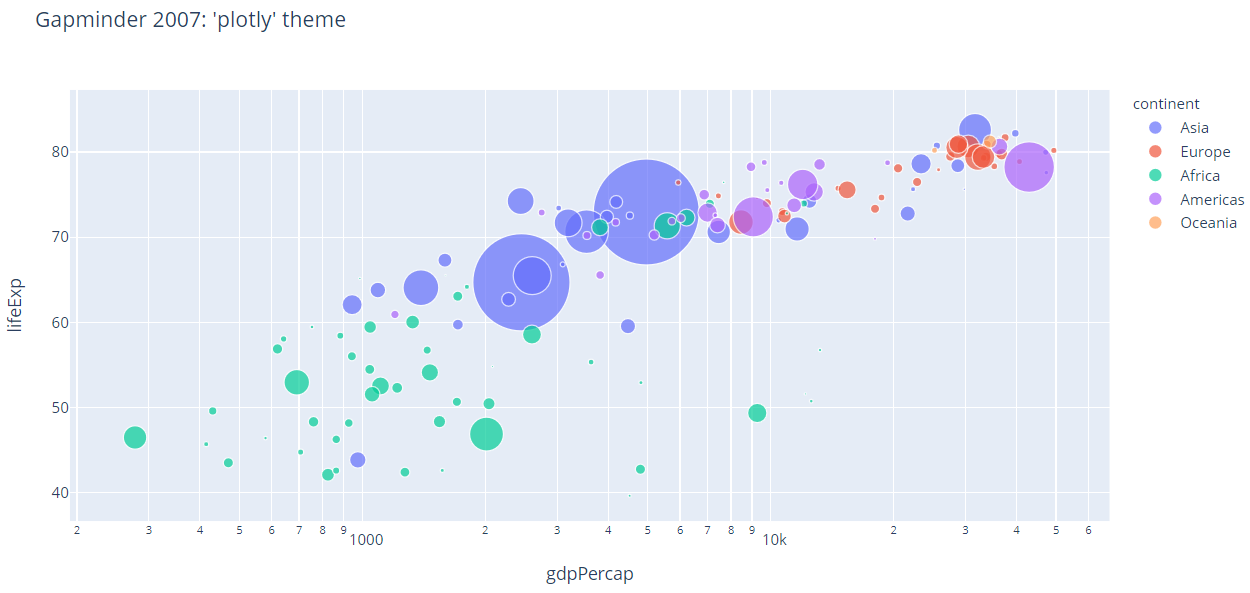 Gapminder 2007: 'plotly' theme
continent
Asia
Europe
Africa
Americas
Oceania
lifeExp
80
70
60
50
40
2 3 4 5 6 7 8 9 1000 2 3 4 5 6 7 8 9 10k 2 3 4 5 6
gdpPercap